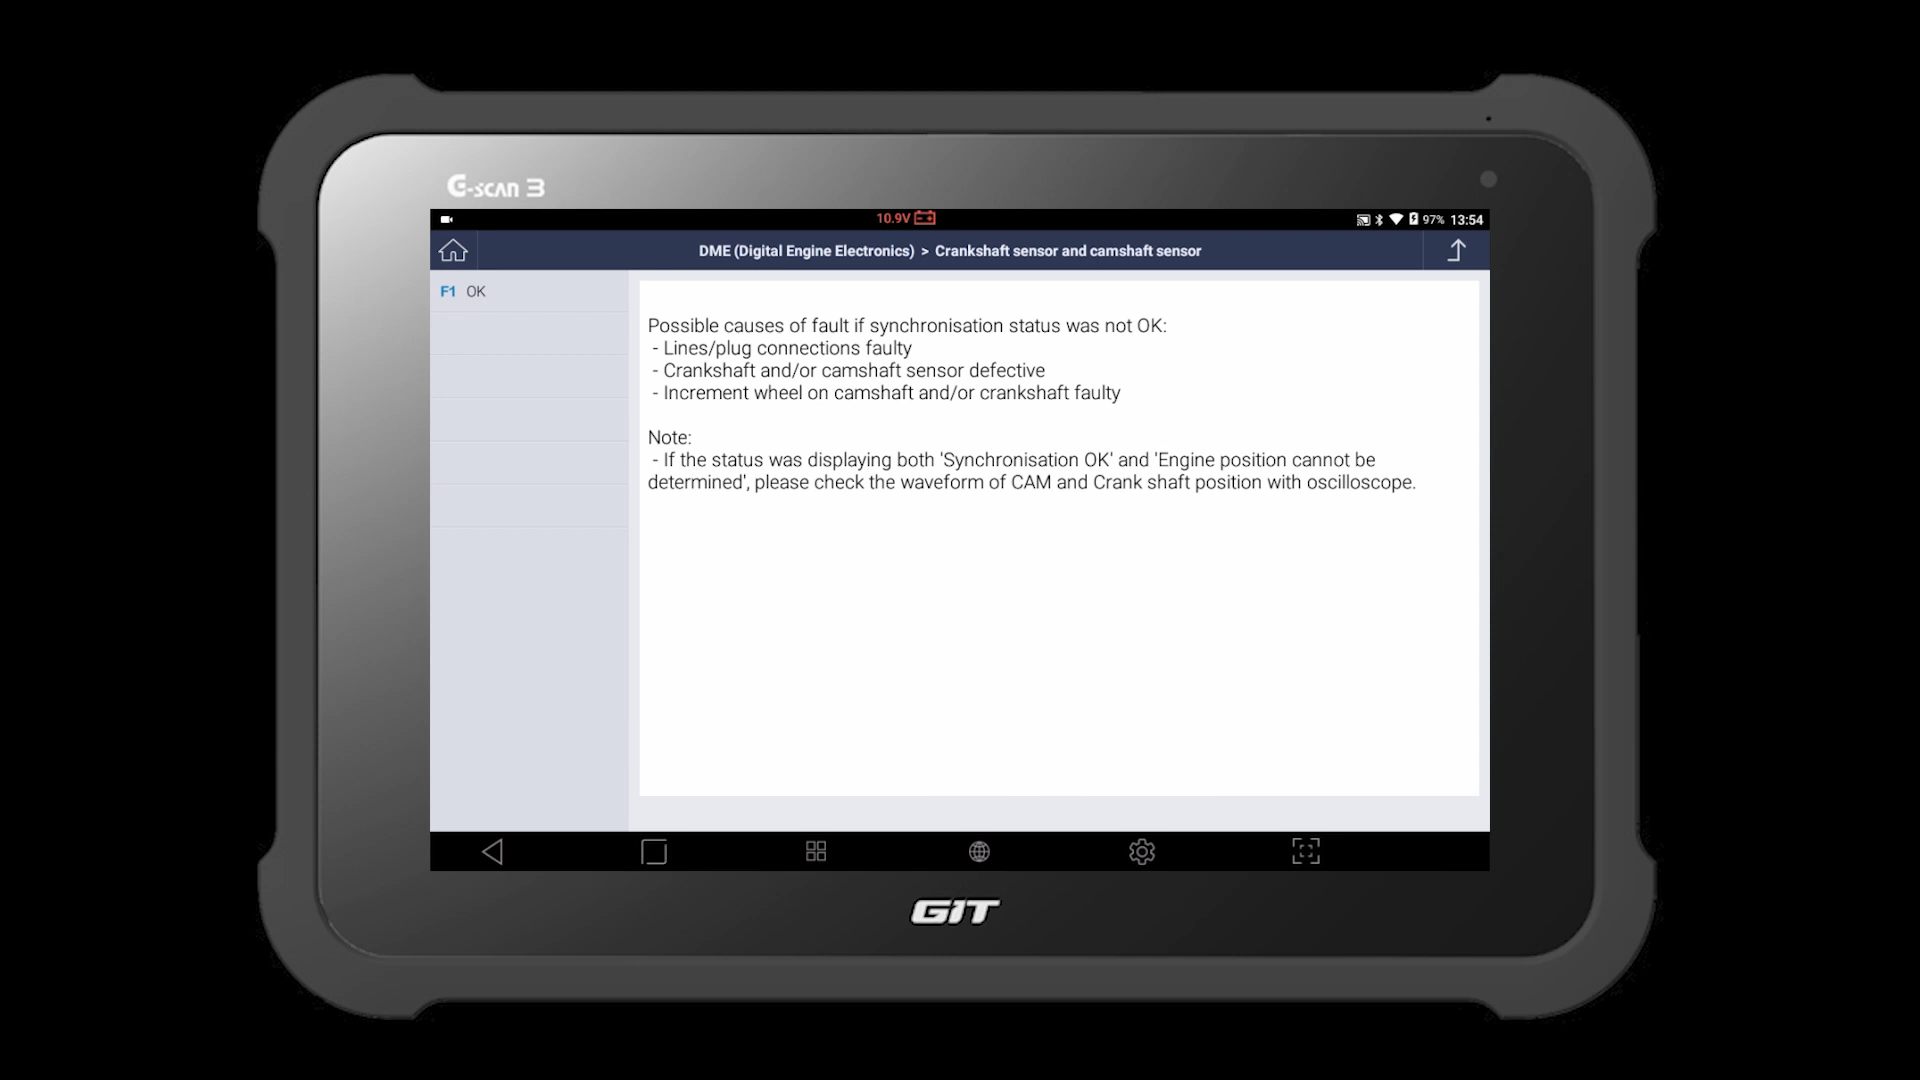 G-scan 3
10.9V
97% 13:54
DME (Digital Engine Electronics) > Crankshaft sensor and camshaft sensor
F1 OK
Possible causes of fault if synchronisation status was not OK:
- Lines/plug connections faulty
- Crankshaft and/or camshaft sensor defective
- Increment wheel on camshaft and/or crankshaft faulty
Note:
- If the status was displaying both 'Synchronisation OK' and 'Engine position cannot be
determined', please check the waveform of CAM and Crank shaft position with oscilloscope.
GIT